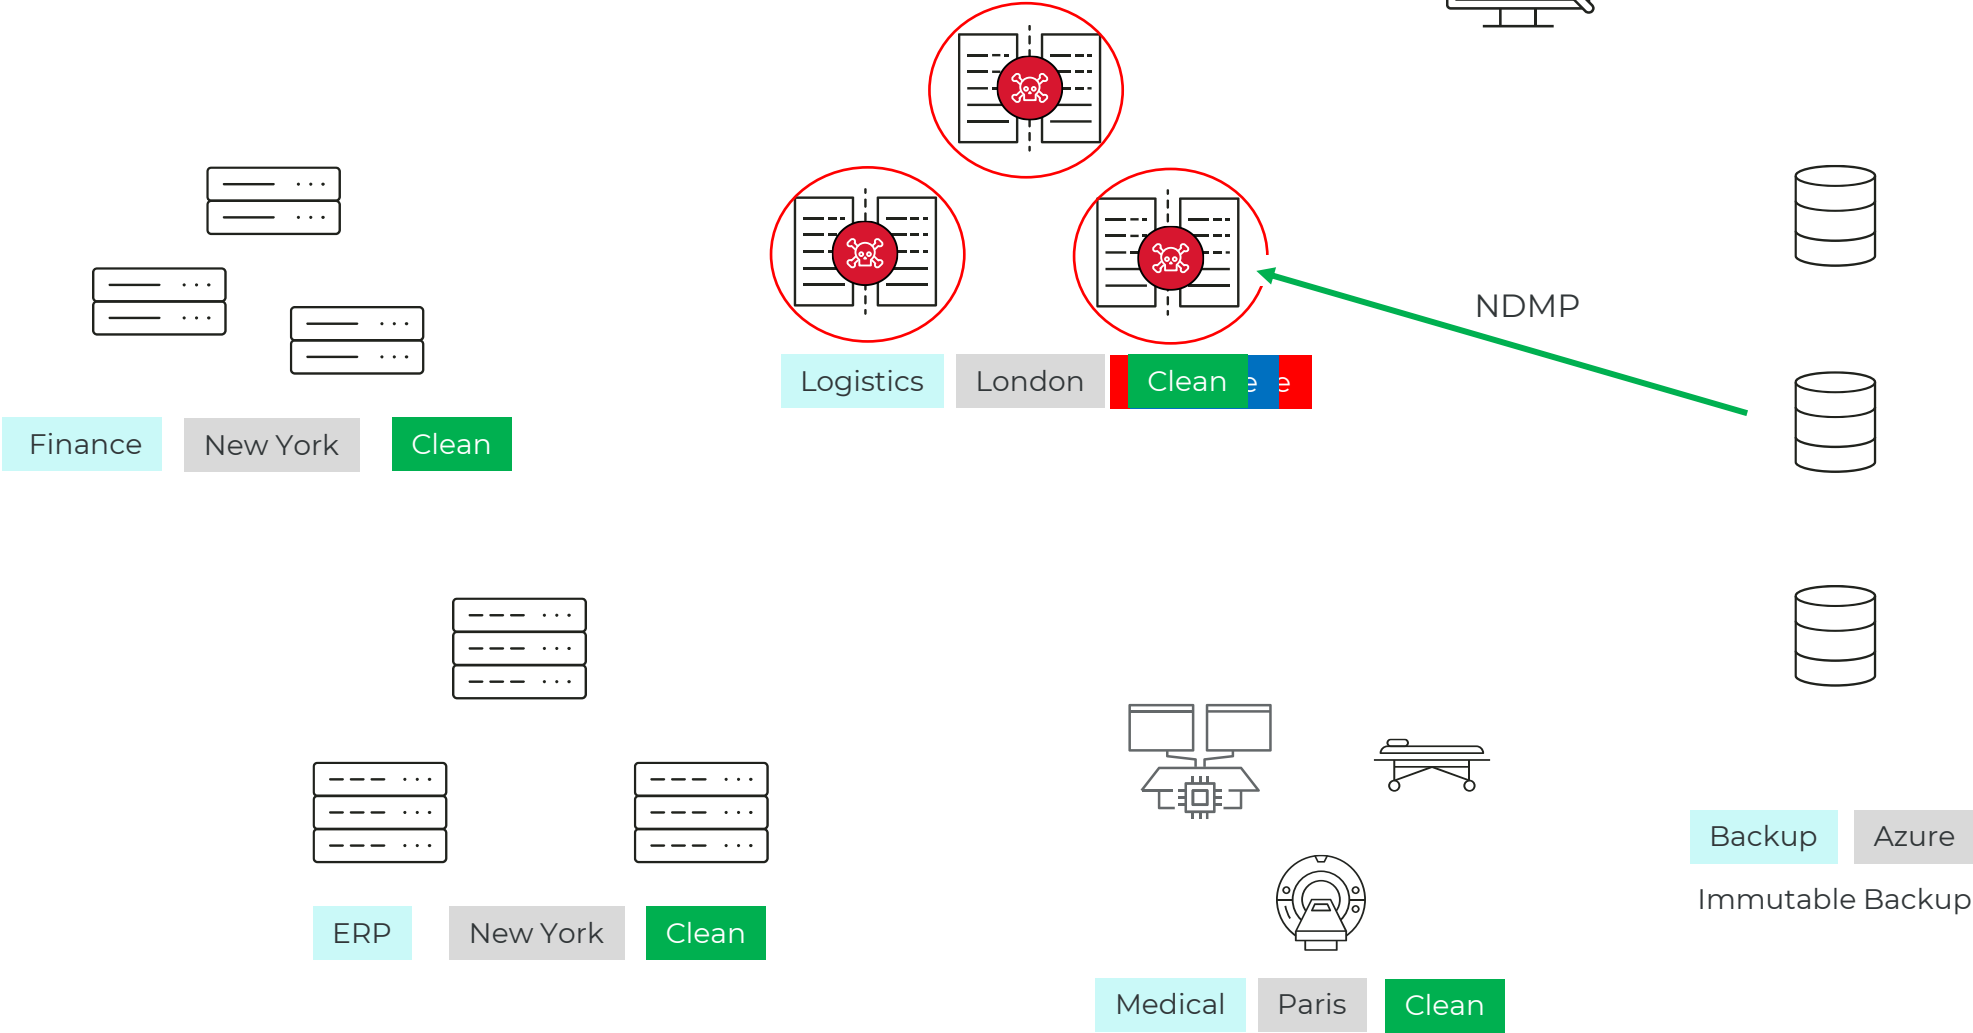 NDMP
Logistics London Clean e e
Finance New York Clean
Backup Azure
Immutable Backup
ERP New York Clean
Medical Paris Clean